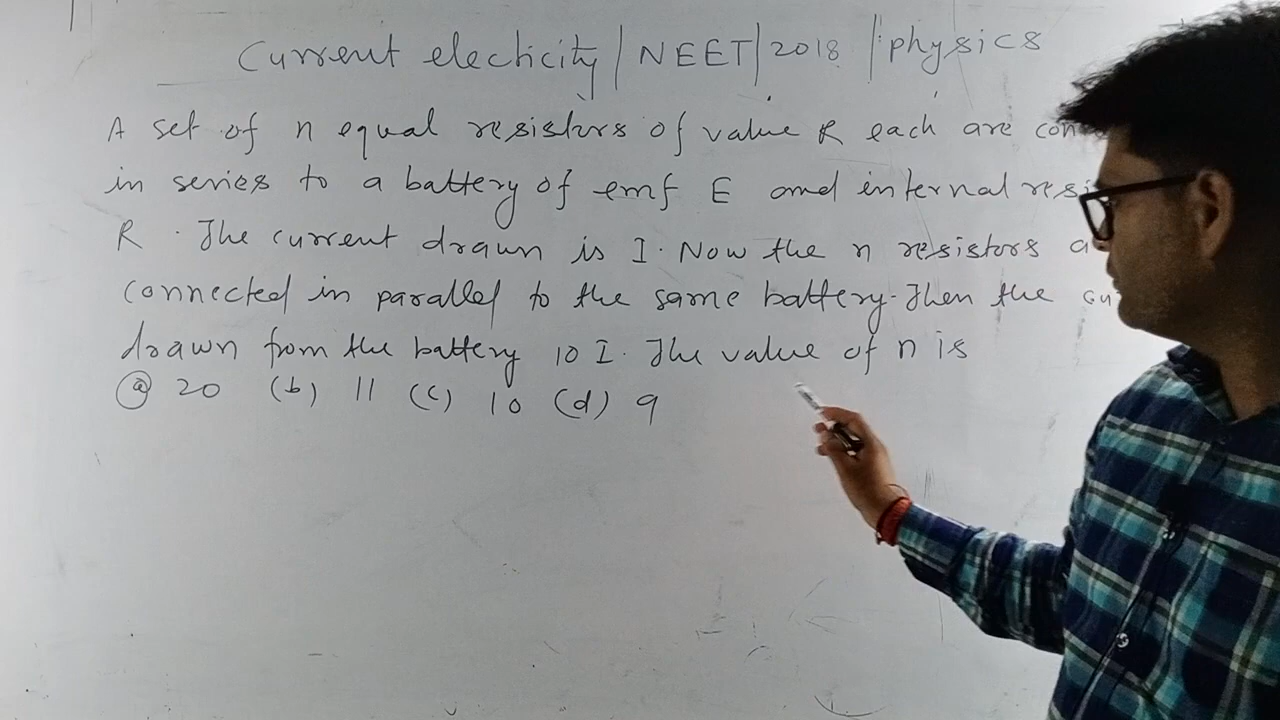 Current electricity | NEET | 2018 | physics
A set of n equal resistors of value R each are con
in series to a battery of emf E and internal resi
R. The current drawn is I. Now the n resistors a
connected in parallel to the same battery. Then the cu
drawn from the battery 10 I. The value of n is
(a) 20 (b) 11 (c) 10 (d) 9